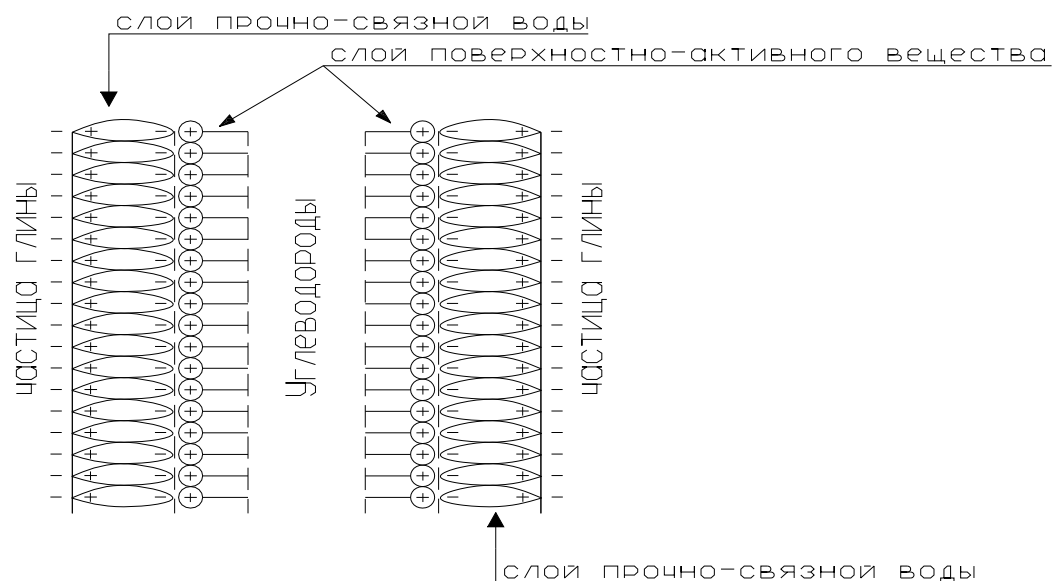 слой прочно-связной воды
слой поверхностно-активного вещества
частица глины
Углеводороды
частица глины
слой прочно-связной воды